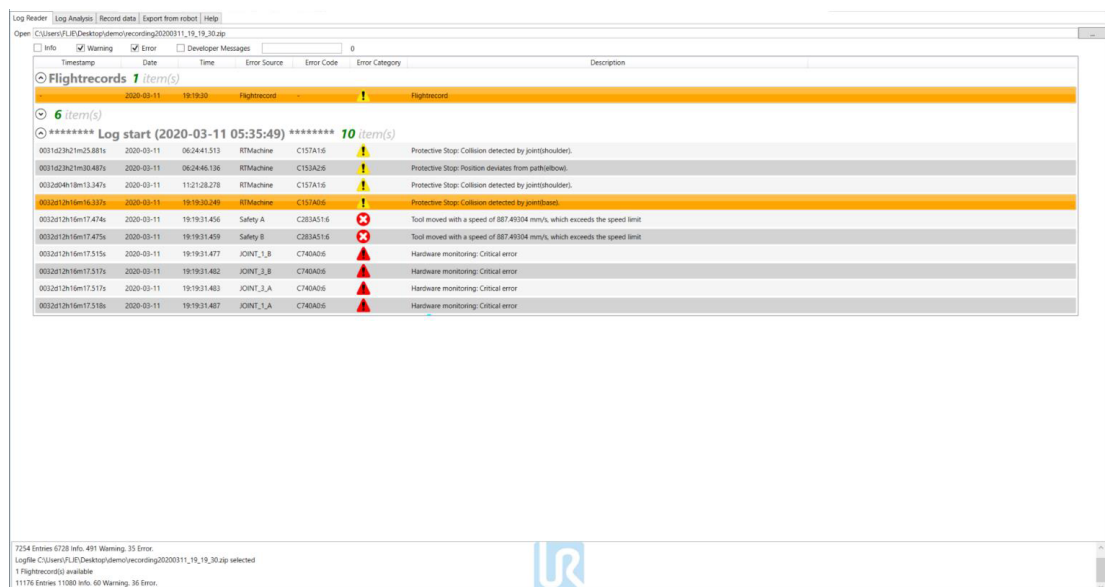 Log Reader Log Analysis Record data Export from robot Help
Open C:\Users\FLJE\Desktop\demo\recording20200311_19_19_30.zip ...
Info Warning Error Developer Messages 0
Timestamp Date Time Error Source Error Code Error Category Description
Flightrecords 1 item(s)
- 2020-03-11 19:19:30 Flightrecord - Flightrecord
6 item(s)
******** Log start (2020-03-11 05:35:49) ******** 10 item(s)
0031d23h21m25.881s 2020-03-11 06:24:41.513 RTMachine C157A1:6 Protective Stop: Collision detected by joint(shoulder).
0031d23h21m30.487s 2020-03-11 06:24:46.136 RTMachine C153A2:6 Protective Stop: Position deviates from path(elbow).
0032d04h18m13.347s 2020-03-11 11:21:28.278 RTMachine C157A1:6 Protective Stop: Collision detected by joint(shoulder).
0032d12h16m16.337s 2020-03-11 19:19:30.249 RTMachine C157A0:6 Protective Stop: Collision detected by joint(base).
0032d12h16m17.474s 2020-03-11 19:19:31.456 Safety A C283A51:6 Tool moved with a speed of 887.49304 mm/s, which exceeds the speed limit
0032d12h16m17.475s 2020-03-11 19:19:31.459 Safety B C283A51:6 Tool moved with a speed of 887.49304 mm/s, which exceeds the speed limit
0032d12h16m17.515s 2020-03-11 19:19:31.477 JOINT_1_B C740A0:6 Hardware monitoring: Critical error
0032d12h16m17.517s 2020-03-11 19:19:31.482 JOINT_3_B C740A0:6 Hardware monitoring: Critical error
0032d12h16m17.517s 2020-03-11 19:19:31.483 JOINT_3_A C740A0:6 Hardware monitoring: Critical error
0032d12h16m17.518s 2020-03-11 19:19:31.487 JOINT_1_A C740A0:6 Hardware monitoring: Critical error
7254 Entries 6728 Info. 491 Warning. 35 Error.
Logfile C:\Users\FLJE\Desktop\demo\recording20200311_19_19_30.zip selected
1 Flightrecord(s) available
11176 Entries 11080 Info. 60 Warning. 36 Error.
UR